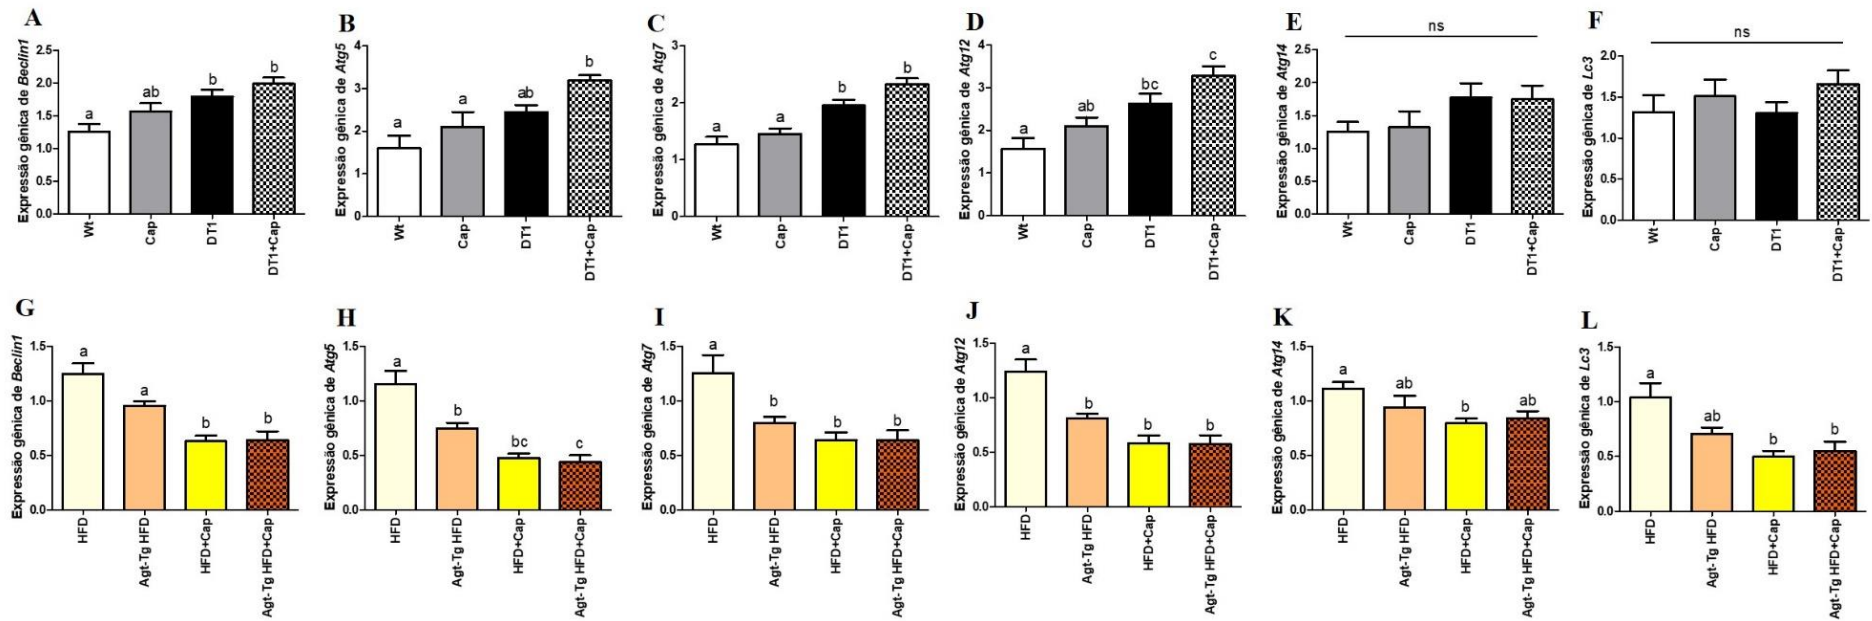 A
Expressão gênica de Beclin1
2.5
2.0
1.5
1.0
0.5
0.0
a
ab
b
b
Wt
Cap
DT1
DT1+Cap
B
Expressão gênica de Atg5
4
3
2
1
0
a
a
ab
b
Wt
Cap
DT1
DT1+Cap
C
Expressão gênica de Atg7
3
2
1
0
a
a
b
b
Wt
Cap
DT1
DT1+Cap
D
Expressão gênica de Atg12
4
3
2
1
0
a
ab
bc
c
Wt
Cap
DT1
DT1+Cap
E
Expressão gênica de Atg14
2.5
2.0
1.5
1.0
0.5
0.0
ns
Wt
Cap
DT1
DT1+Cap
F
Expressão gênica de Lc3
2.0
1.5
1.0
0.5
0.0
ns
Wt
Cap
DT1
DT1+Cap
G
Expressão gênica de Beclin1
1.5
1.0
0.5
0.0
a
a
b
b
HFD
Agt-Tg HFD
HFD+Cap
Agt-Tg HFD+Cap
H
Expressão gênica de Atg5
1.5
1.0
0.5
0.0
a
b
bc
c
HFD
Agt-Tg HFD
HFD+Cap
Agt-Tg HFD+Cap
I
Expressão gênica de Atg7
1.5
1.0
0.5
0.0
a
b
b
b
HFD
Agt-Tg HFD
HFD+Cap
Agt-Tg HFD+Cap
J
Expressão gênica de Atg12
1.5
1.0
0.5
0.0
a
b
b
b
HFD
Agt-Tg HFD
HFD+Cap
Agt-Tg HFD+Cap
K
Expressão gênica de Atg14
1.5
1.0
0.5
0.0
a
ab
b
ab
HFD
Agt-Tg HFD
HFD+Cap
Agt-Tg HFD+Cap
L
Expressão gênica de Lc3
1.5
1.0
0.5
0.0
a
ab
b
b
HFD
Agt-Tg HFD
HFD+Cap
Agt-Tg HFD+Cap